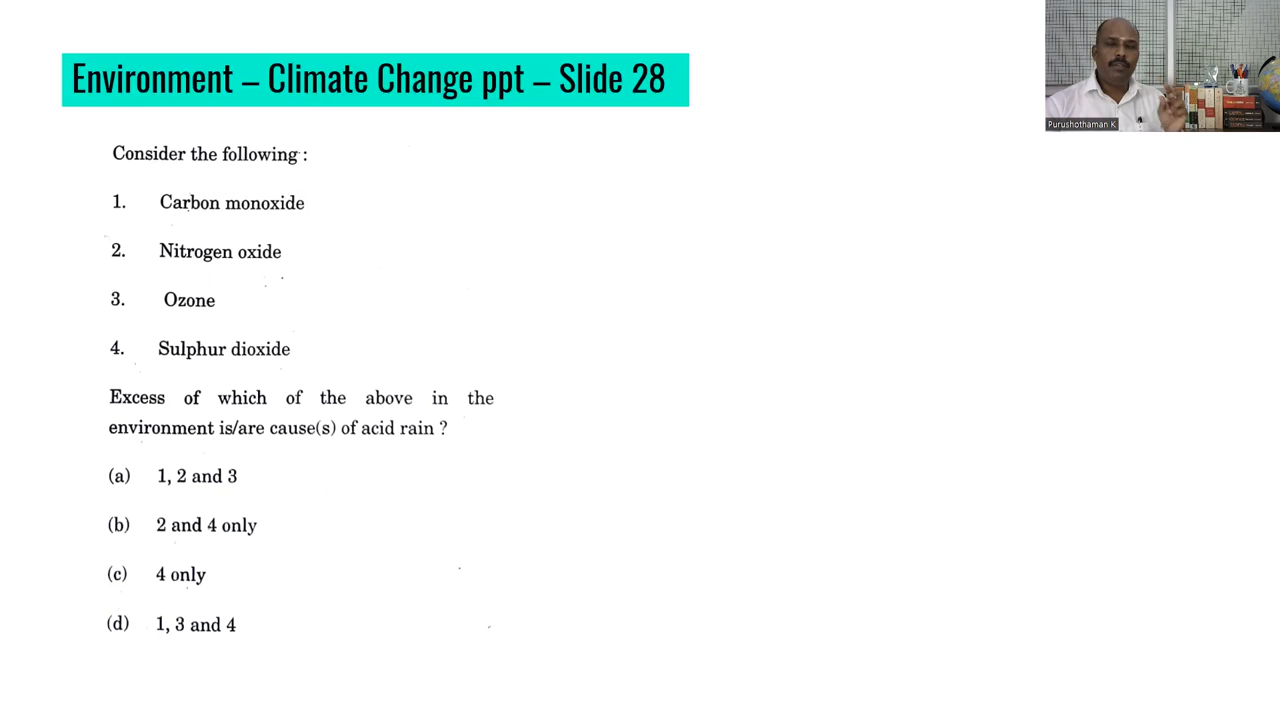 Environment – Climate Change ppt – Slide 28
Purushothaman K
Consider the following :
1. Carbon monoxide
2. Nitrogen oxide
3. Ozone
4. Sulphur dioxide
Excess of which of the above in the
environment is/are cause(s) of acid rain ?
(a) 1, 2 and 3
(b) 2 and 4 only
(c) 4 only
(d) 1, 3 and 4